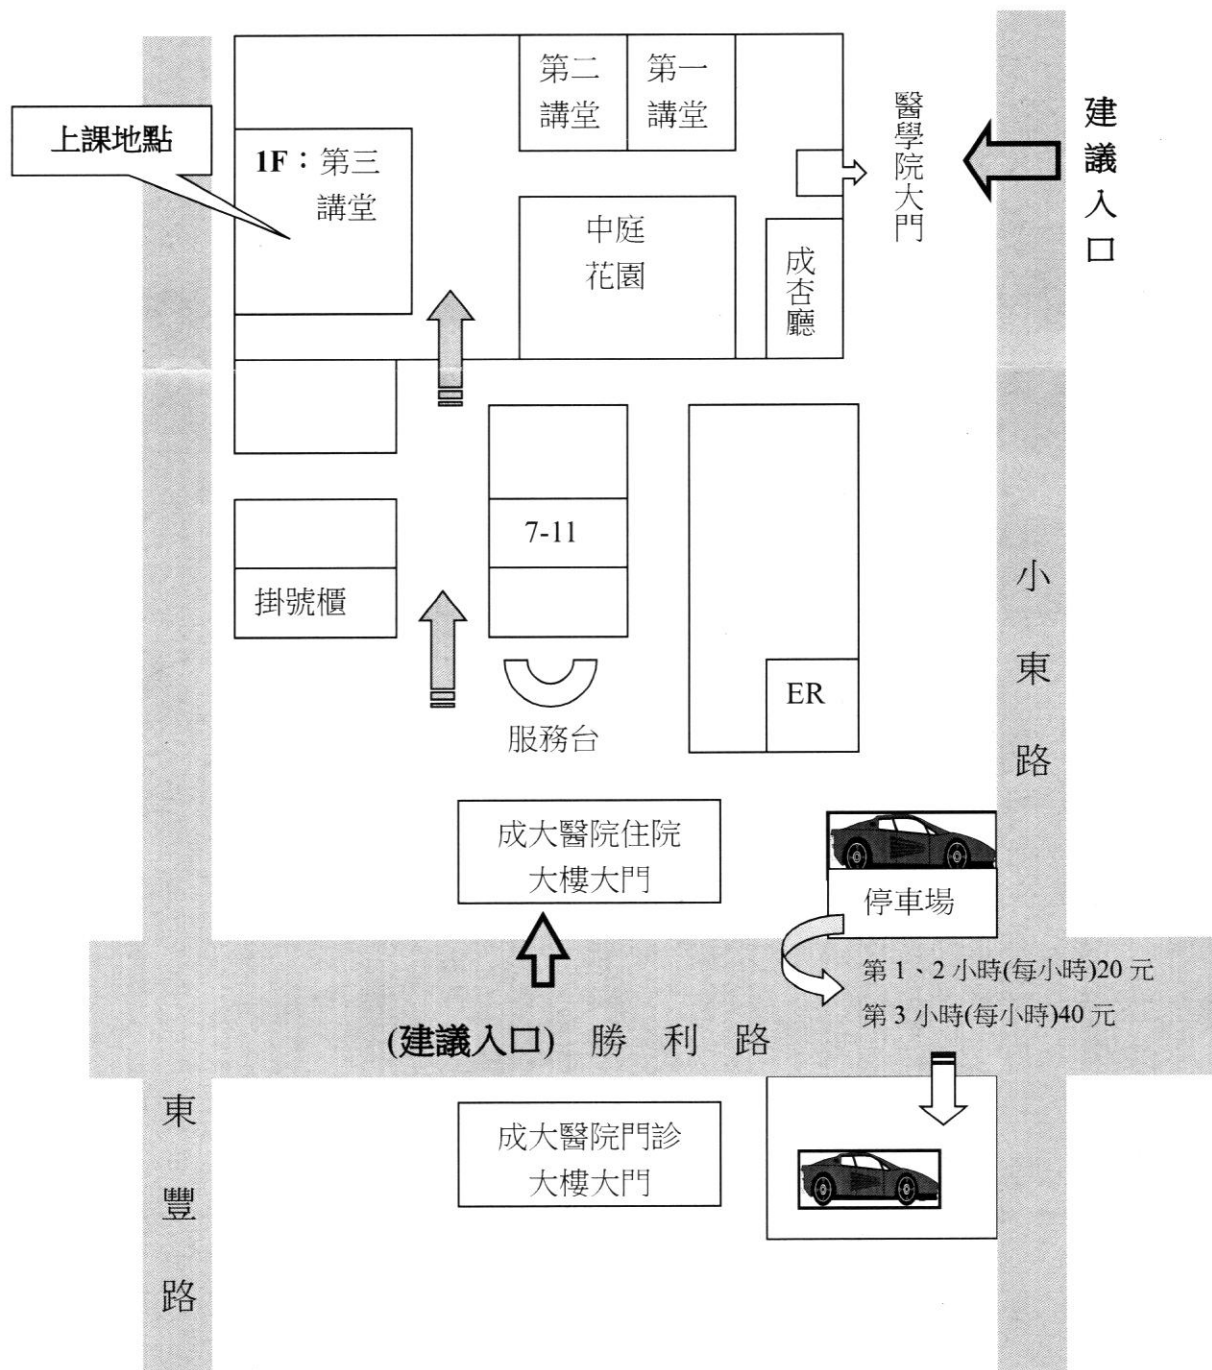 第二
講堂
第一
講堂
上課地點
1F：第三
講堂
醫學院大門
建議入口
中庭
花園
成杏廳
7-11
掛號櫃
小東路
ER
服務台
成大醫院住院
大樓大門
停車場
第 1、2 小時(每小時)20 元
第 3 小時(每小時)40 元
(建議入口) 勝 利 路
東豐路
成大醫院門診
大樓大門